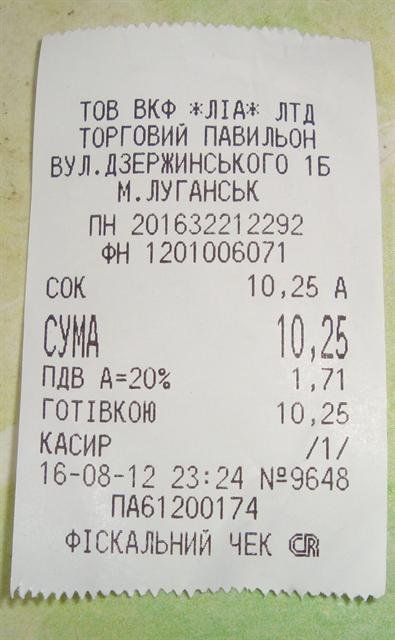 ТОВ ВКФ *ЛІА* ЛТД
ТОРГОВИЙ ПАВИЛЬОН
ВУЛ.ДЗЕРЖИНСЬКОГО 1Б
М.ЛУГАНСЬК
ПН 201632212292
ФН 1201006071
СОК 10,25 А
СУМА 10,25
ПДВ А=20% 1,71
ГОТІВКОЮ 10,25
КАСИР /1/
16-08-12 23:24 №9648
ПА61200174
ФІСКАЛЬНИЙ ЧЕК